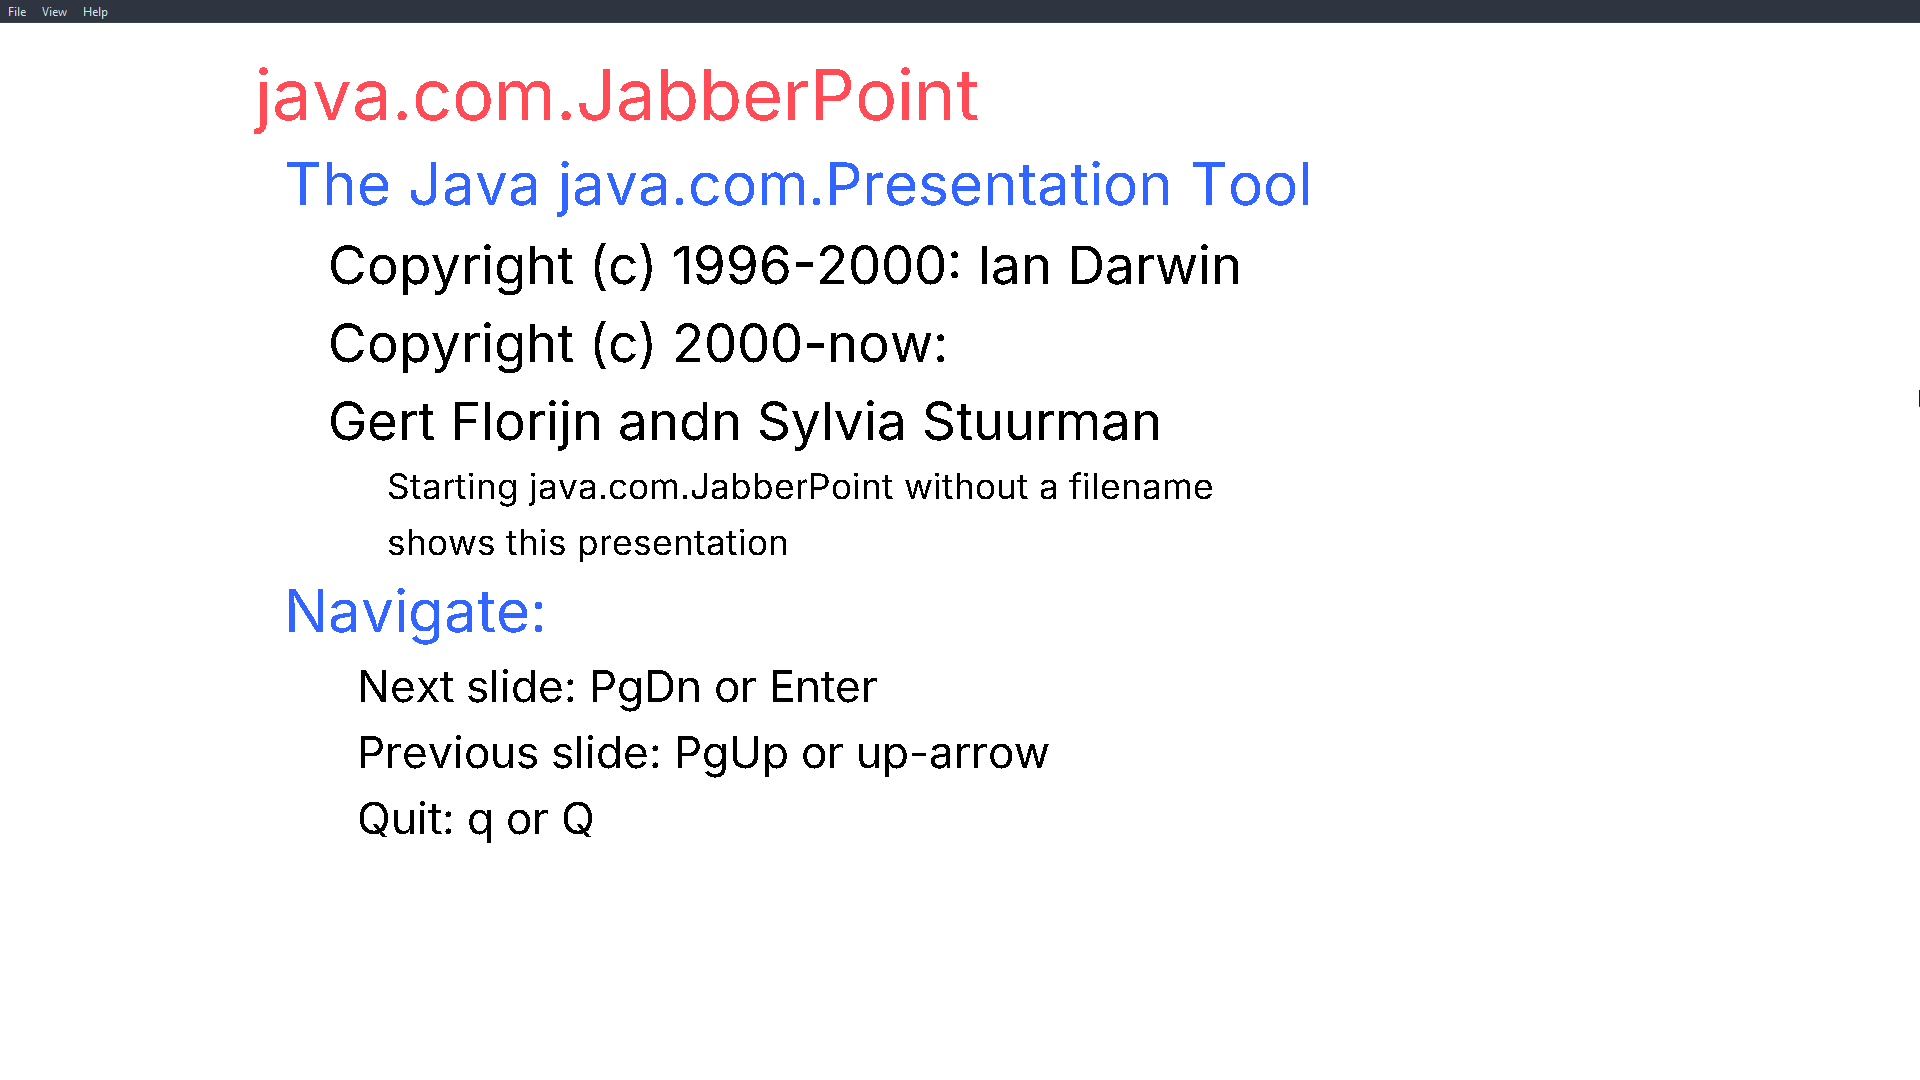 File View Help
java.com.JabberPoint
The Java java.com.Presentation Tool
Copyright (c) 1996-2000: Ian Darwin
Copyright (c) 2000-now:
Gert Florijn andn Sylvia Stuurman
Starting java.com.JabberPoint without a filename
shows this presentation
Navigate:
Next slide: PgDn or Enter
Previous slide: PgUp or up-arrow
Quit: q or Q